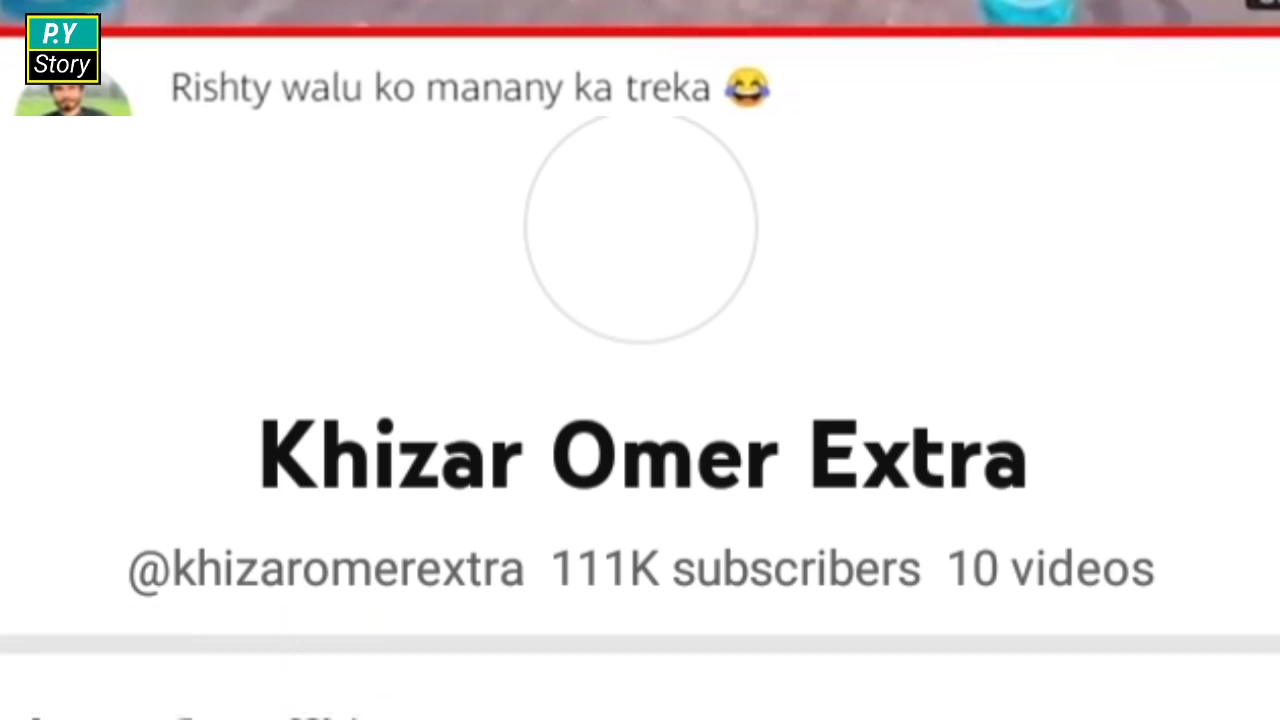 P.Y
Story
Rishty walu ko manany ka treka 😂
Khizar Omer Extra
@khizaromerextra 111K subscribers 10 videos